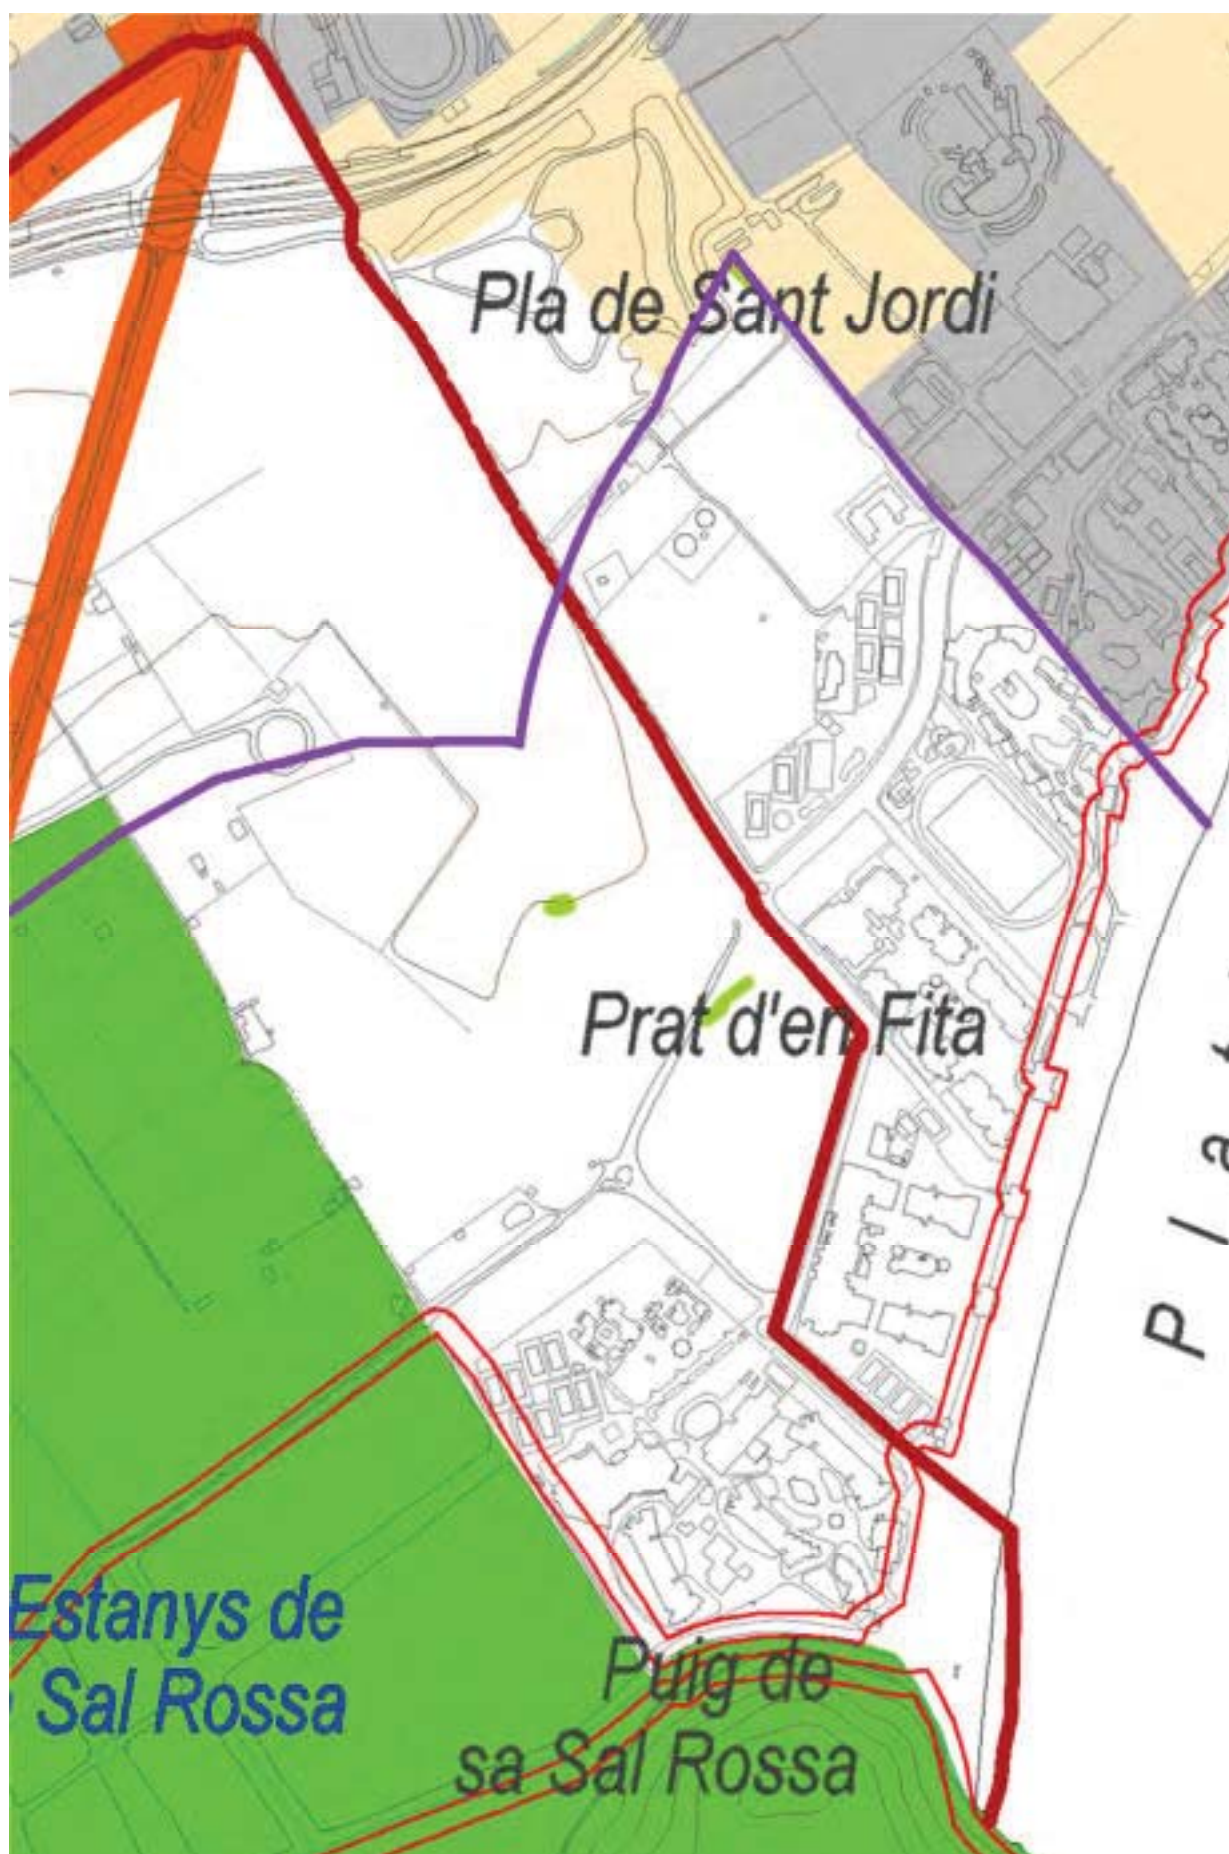 Pla de Sant Jordi
Prat d'en Fita
P l a t
Estanys de
Sal Rossa
Puig de
sa Sal Rossa